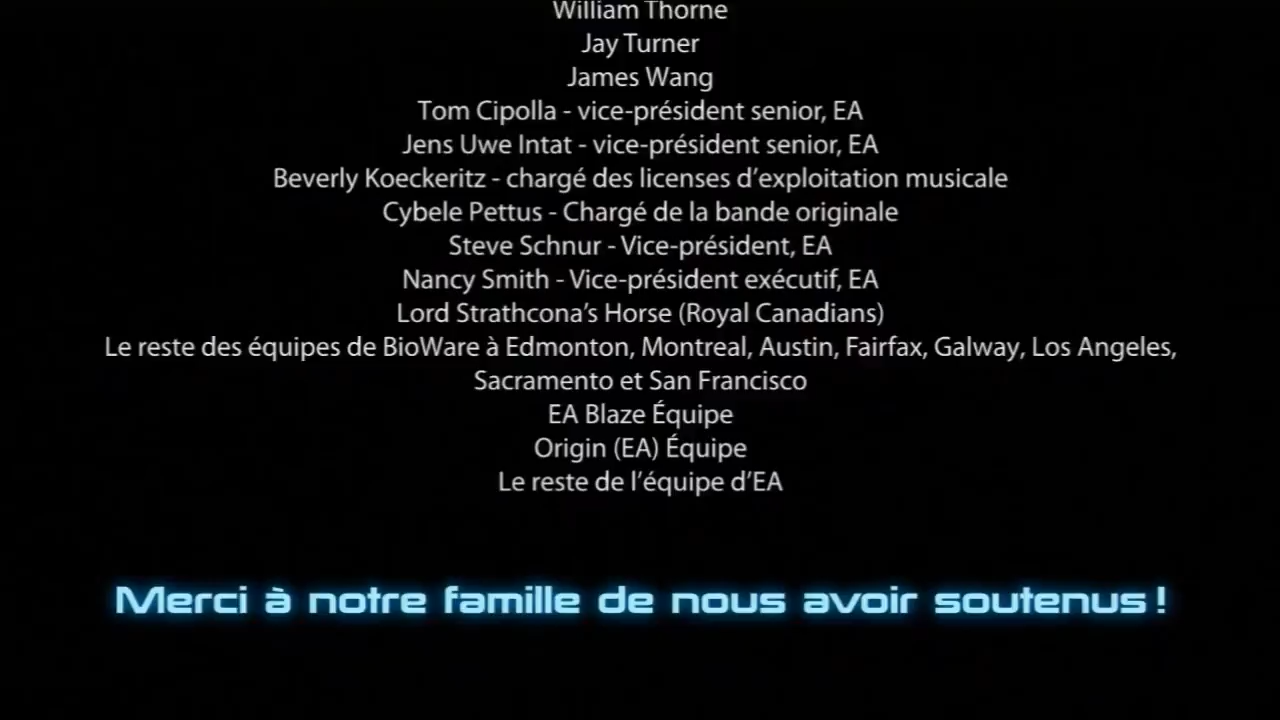 William Thorne
Jay Turner
James Wang
Tom Cipolla - vice-président senior, EA
Jens Uwe Intat - vice-président senior, EA
Beverly Koeckeritz - chargé des licenses d’exploitation musicale
Cybele Pettus - Chargé de la bande originale
Steve Schnur - Vice-président, EA
Nancy Smith - Vice-président exécutif, EA
Lord Strathcona’s Horse (Royal Canadians)
Le reste des équipes de BioWare à Edmonton, Montreal, Austin, Fairfax, Galway, Los Angeles,
Sacramento et San Francisco
EA Blaze Équipe
Origin (EA) Équipe
Le reste de l’équipe d’EA
Merci à notre famille de nous avoir soutenus !